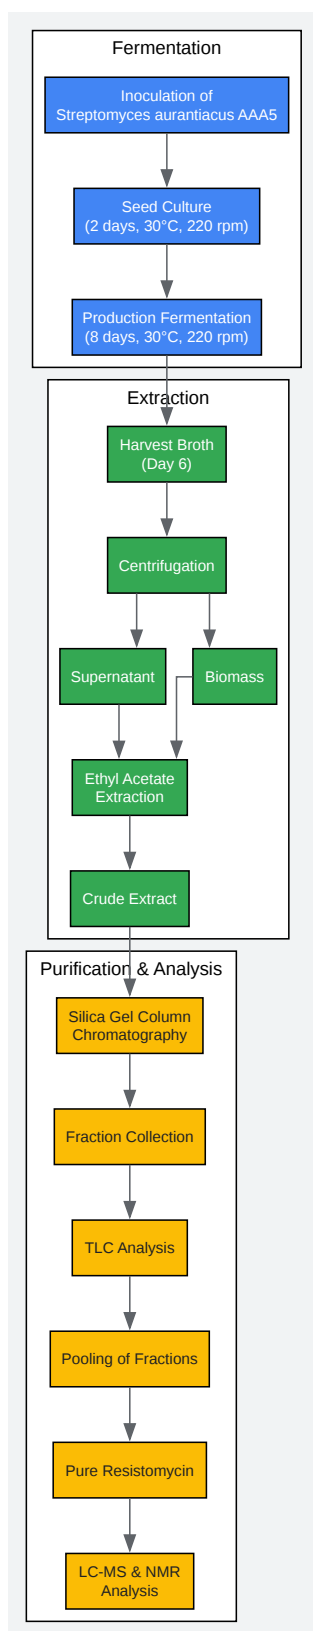 Fermentation
Inoculation of
Streptomyces aurantiacus AAA5
Seed Culture
(2 days, 30°C, 220 rpm)
Production Fermentation
(8 days, 30°C, 220 rpm)
Extraction
Harvest Broth
(Day 6)
Centrifugation
Supernatant
Biomass
Ethyl Acetate
Extraction
Crude Extract
Purification & Analysis
Silica Gel Column
Chromatography
Fraction Collection
TLC Analysis
Pooling of Fractions
Pure Resistomycin
LC-MS & NMR
Analysis